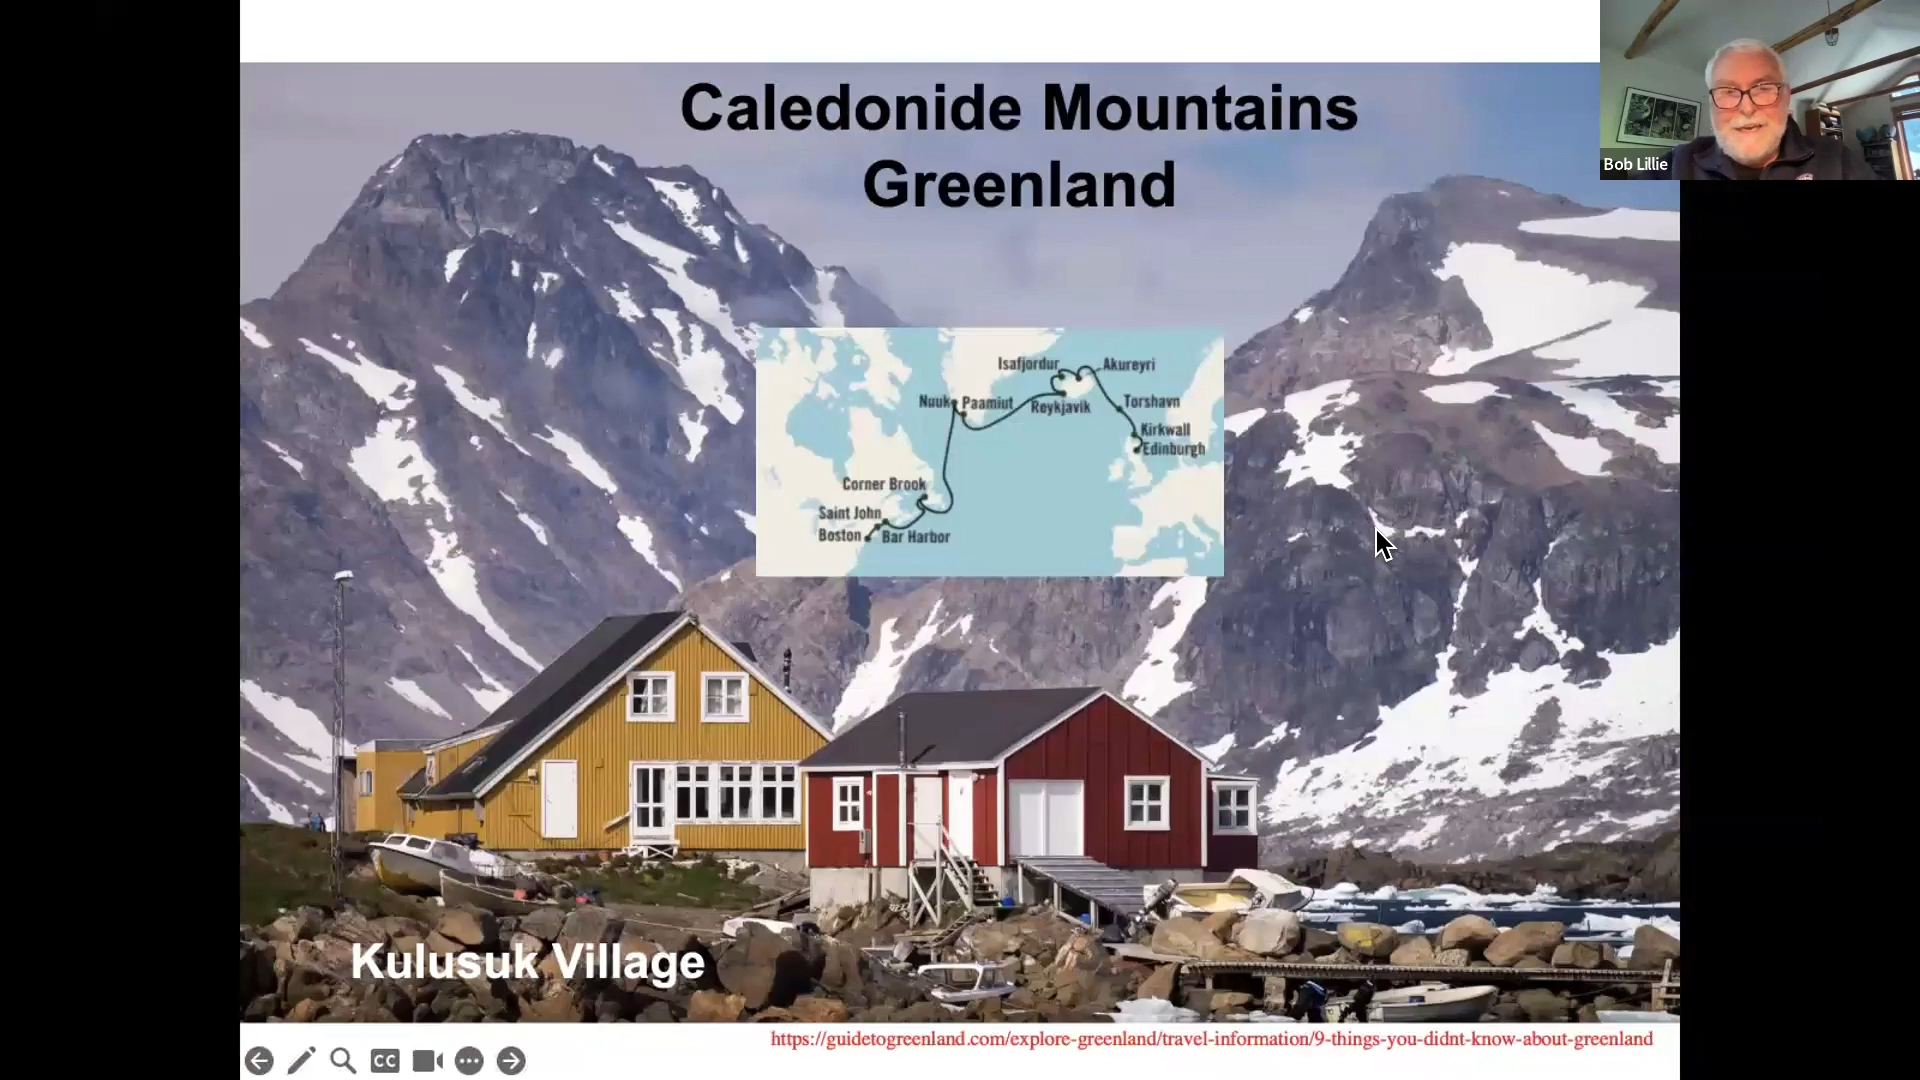 Caledonide Mountains
Greenland
Bob Lillie
Isafjordur
Akureyri
Nuuk
Paamiut
Reykjavik
Torshavn
Kirkwall
Edinburgh
Corner Brook
Saint John
Boston
Bar Harbor
Kulusuk Village
https://guidetogreenland.com/explore-greenland/travel-information/9-things-you-didnt-know-about-greenland
CC